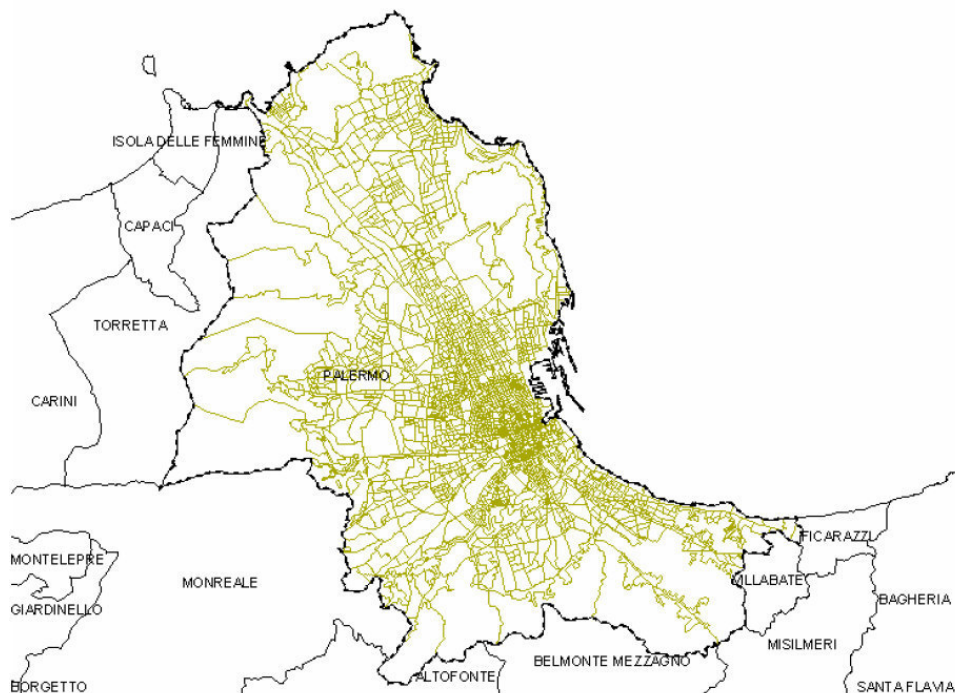 ISOLA DELLE FEMMINE
CAPACI
TORRETTA
PALERMO
CARINI
FICARAZZI
MONTELEPRE
MONREALE
VILLABATE
GIARDINELLO
BAGHERIA
MISILMERI
BELMONTE MEZZAGNO
ALTOFONTE
BORGETTO
SANTA FLAVIA